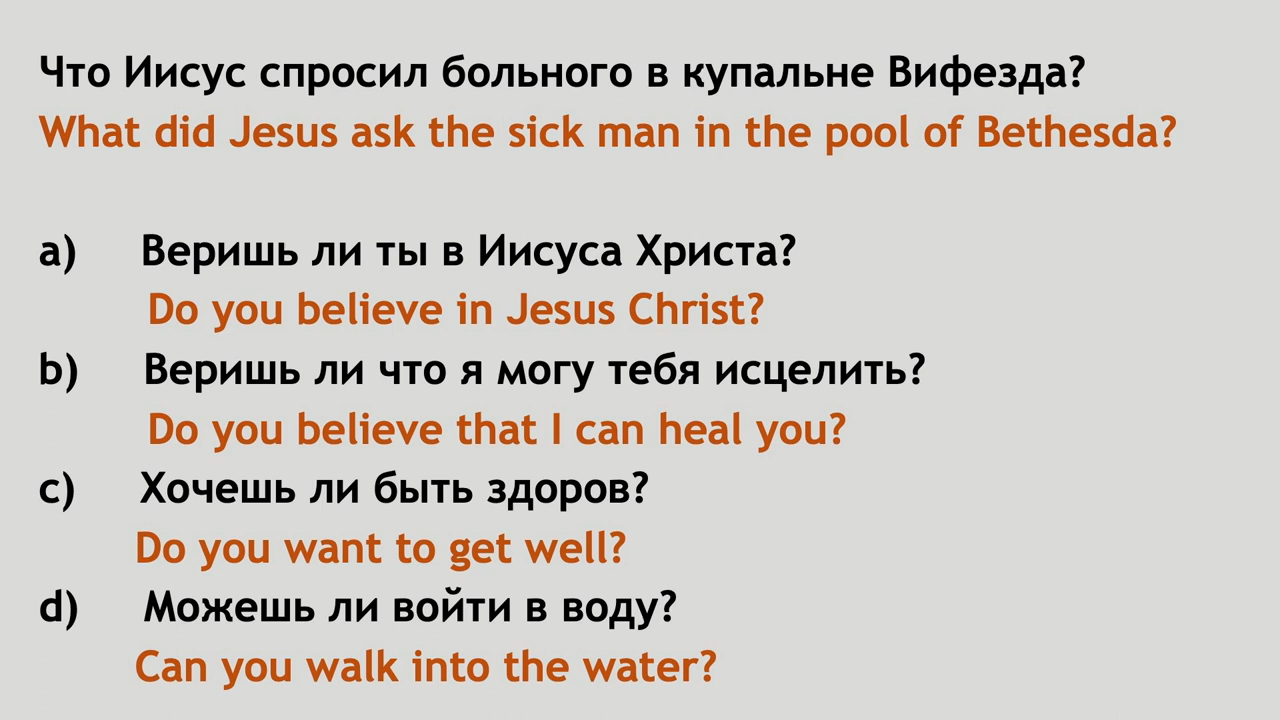 Что Иисус спросил больного в купальне Вифезда?
What did Jesus ask the sick man in the pool of Bethesda?
a) Веришь ли ты в Иисуса Христа?
Do you believe in Jesus Christ?
b) Веришь ли что я могу тебя исцелить?
Do you believe that I can heal you?
c) Хочешь ли быть здоров?
Do you want to get well?
d) Можешь ли войти в воду?
Can you walk into the water?